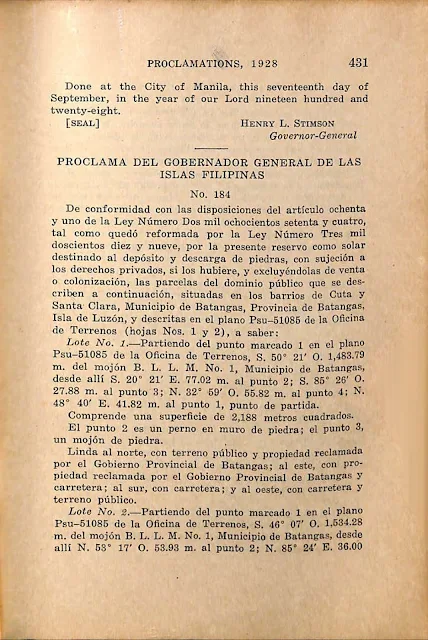 PROCLAMATIONS, 1928 431
Done at the City of Manila, this seventeenth day of
September, in the year of our Lord nineteen hundred and
twenty-eight.
[SEAL] HENRY L. STIMSON
Governor-General
PROCLAMA DEL GOBERNADOR GENERAL DE LAS
ISLAS FILIPINAS
No. 184
De conformidad con las disposiciones del artículo ochenta
y uno de la Ley Número Dos mil ochocientos setenta y cuatro,
tal como quedó reformada por la Ley Número Tres mil
doscientos diez y nueve, por la presente reservo como solar
destinado al depósito y descarga de piedras, con sujeción a
los derechos privados, si los hubiere, y excluyéndolas de venta
o colonización, las parcelas del dominio público que se des-
criben a continuación, situadas en los barrios de Cuta y
Santa Clara, Municipio de Batangas, Provincia de Batangas,
Isla de Luzón, y descritas en el plano Psu-51085 de la Oficina
de Terrenos (hojas Nos. 1 y 2), a saber:
Lote No. 1.—Partiendo del punto marcado 1 en el plano
Psu-51085 de la Oficina de Terrenos, S. 50° 21' O. 1,483.79
m. del mojón B. L. L. M. No. 1, Municipio de Batangas,
desde allí S. 20° 21' E. 77.02 m. al punto 2; S. 85° 26' O.
27.88 m. al punto 3; N. 32° 59' O. 55.82 m. al punto 4; N.
48° 40' E. 41.82 m. al punto 1, punto de partida.
Comprende una superficie de 2,188 metros cuadrados.
El punto 2 es un perno en muro de piedra; el punto 3,
un mojón de piedra.
Linda al norte, con terreno público y propiedad reclamada
por el Gobierno Provincial de Batangas; al este, con pro-
piedad reclamada por el Gobierno Provincial de Batangas y
carretera; al sur, con carretera; y al oeste, con carretera y
terreno público.
Lote No. 2.—Partiendo del punto marcado 1 en el plano
Psu-51085 de la Oficina de Terrenos, S. 46° 07' O. 1,534.28
m. del mojón B. L. L. M. No. 1, Municipio de Batangas, desde
allí N. 53° 17' O. 53.93 m. al punto 2; N. 85° 24' E. 36.00